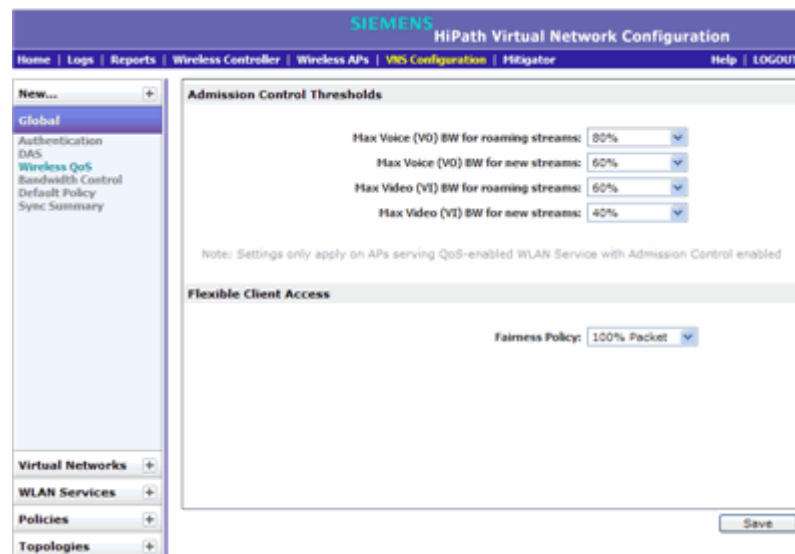 SIEMENS
HiPath Virtual Network Configuration
Home | Logs | Reports | Wireless Controller | Wireless APs | VNS Configuration | Mitigator Help | LOGOUT
New... +
Global
Authentication
DAS
Wireless QoS
Bandwidth Control
Default Policy
Sync Summary
Virtual Networks +
WLAN Services +
Policies +
Topologies +
Admission Control Thresholds
Max Voice (VO) BW for roaming streams: 80%
Max Voice (VO) BW for new streams: 60%
Max Video (VI) BW for roaming streams: 60%
Max Video (VI) BW for new streams: 40%
Note: Settings only apply on APs serving QoS-enabled WLAN Service with Admission Control enabled
Flexible Client Access
Fairness Policy: 100% Packet
Save